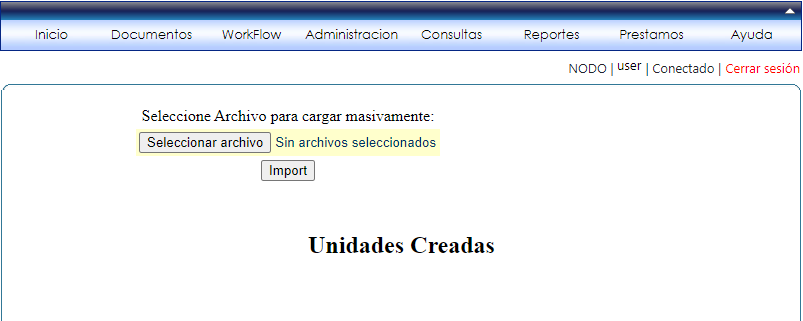 Inicio Documentos WorkFlow Administracion Consultas Reportes Prestamos Ayuda
NODO | user | Conectado | Cerrar sesión
Seleccione Archivo para cargar masivamente:
Seleccionar archivo Sin archivos seleccionados
Import
Unidades Creadas